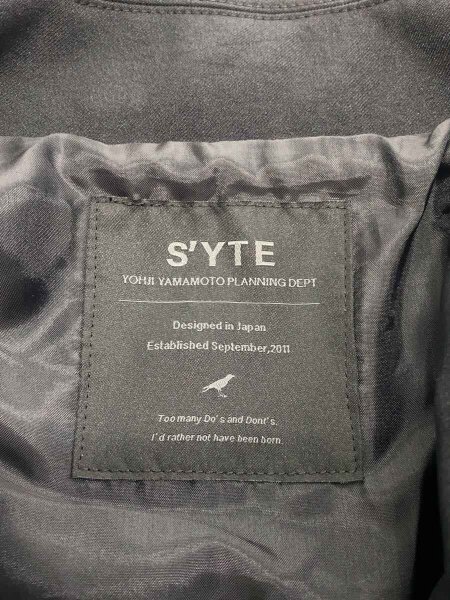 S'YTE
YOHJI YAMAMOTO PLANNING DEPT
Designed in Japan
Established September,2011
Too many Do's and Dont's.
I'd rather not have been born.